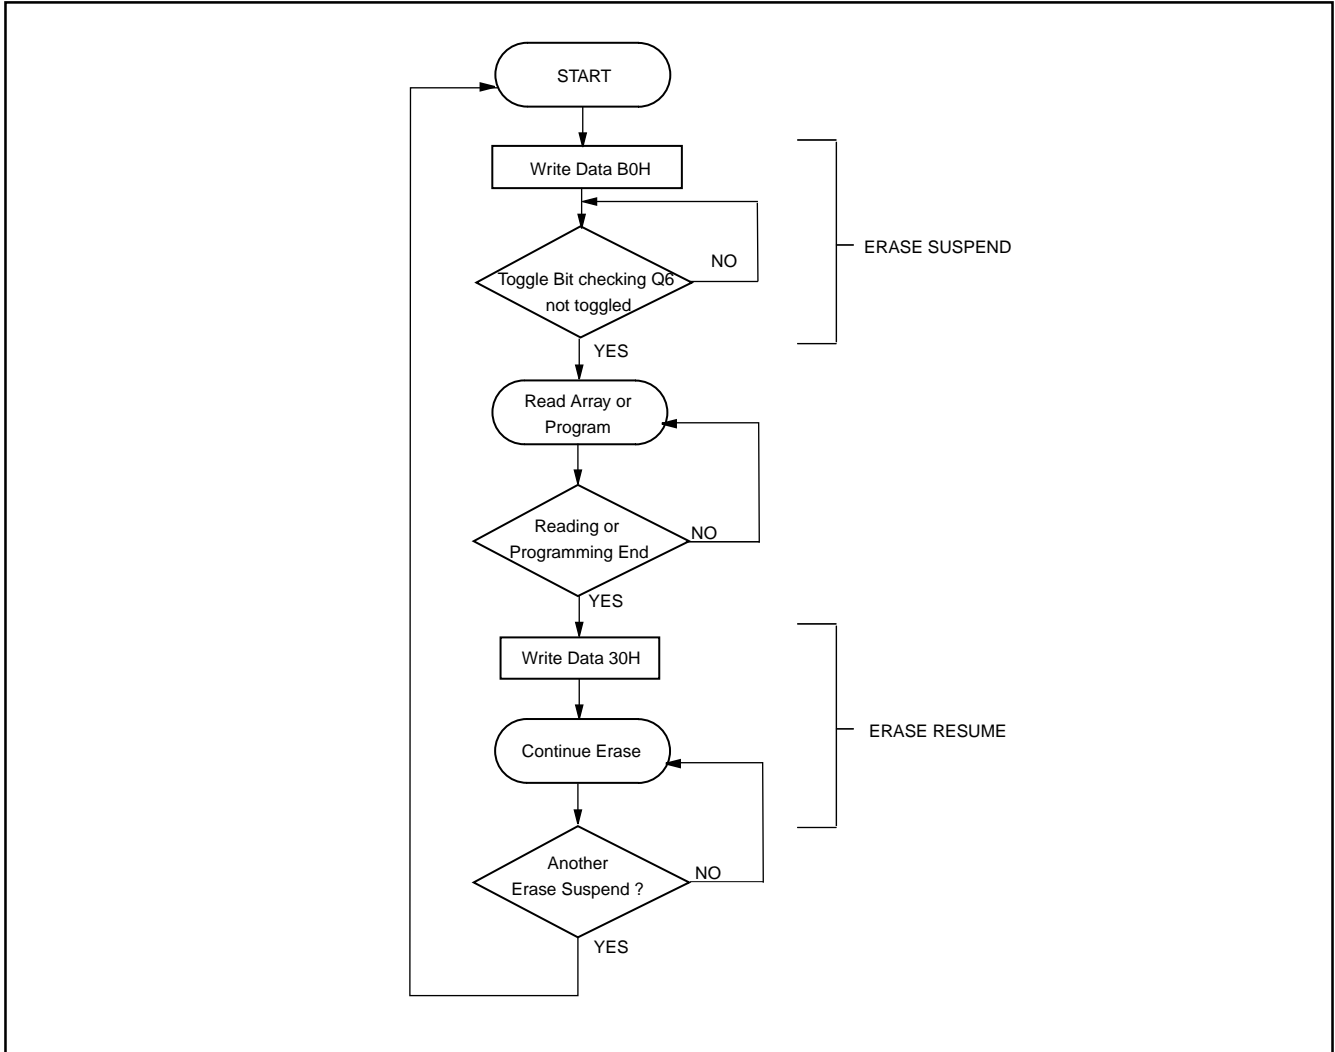 START
Write Data B0H
ERASE SUSPEND
NO
Toggle Bit checking Q6
not toggled
YES
Read Array or
Program
Reading or
NO
Programming End
YES
Write Data 30H
ERASE RESUME
Continue Erase
Another
NO
Erase Suspend ?
YES